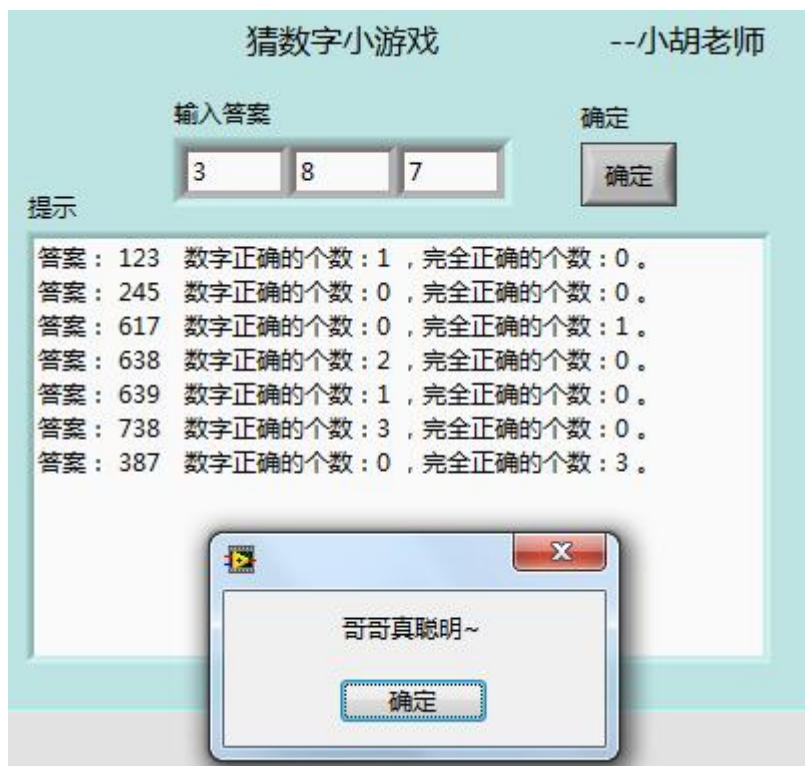 猜数字小游戏 --小胡老师
输入答案 确定
3 8 7 确定
提示
答案： 123 数字正确的个数：1 ，完全正确的个数：0 。
答案： 245 数字正确的个数：0 ，完全正确的个数：0 。
答案： 617 数字正确的个数：0 ，完全正确的个数：1 。
答案： 638 数字正确的个数：2 ，完全正确的个数：0 。
答案： 639 数字正确的个数：1 ，完全正确的个数：0 。
答案： 738 数字正确的个数：3 ，完全正确的个数：0 。
答案： 387 数字正确的个数：0 ，完全正确的个数：3 。
哥哥真聪明~
确定